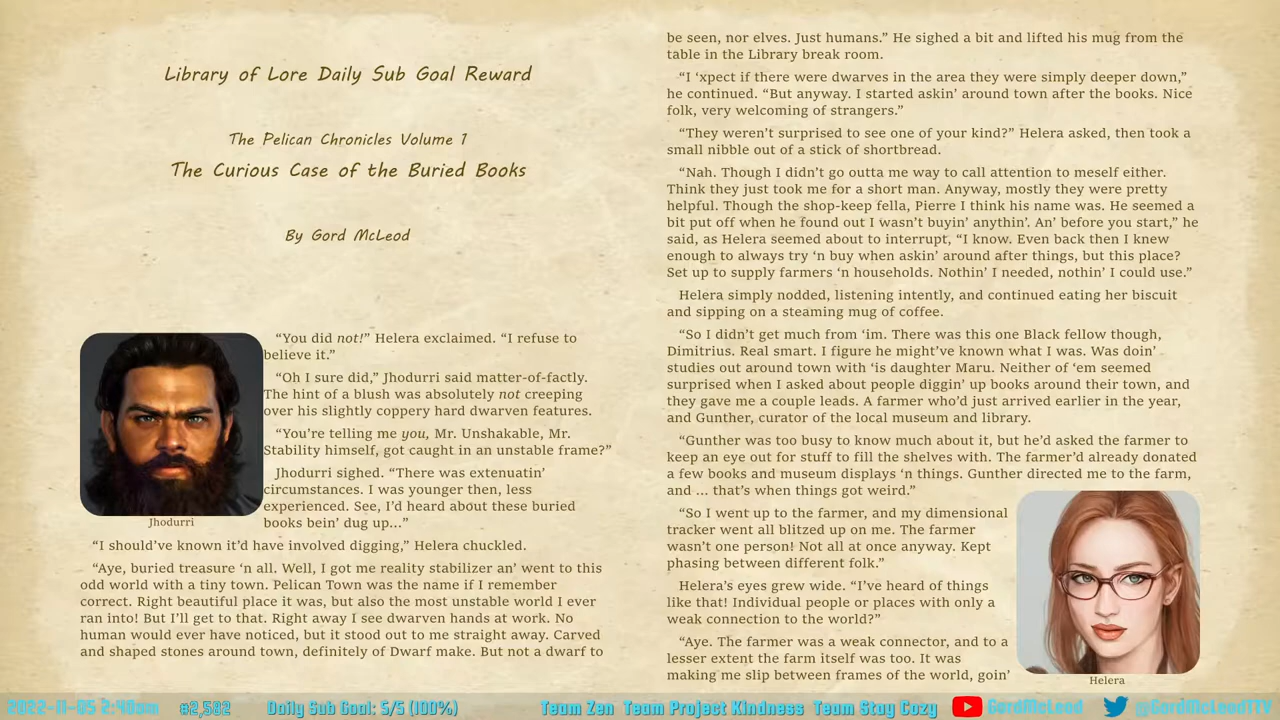 Library of Lore Daily Sub Goal Reward
The Pelican Chronicles Volume 1
The Curious Case of the Buried Books
By Gord McLeod
“You did not!” Helera exclaimed. “I refuse to
believe it.”
“Oh I sure did,” Jhodurri said matter-of-factly.
The hint of a blush was absolutely not creeping
over his slightly coppery hard dwarven features.
“You’re telling me you, Mr. Unshakable, Mr.
Stability himself, got caught in an unstable frame?”
Jhodurri sighed. “There was extenuatin’
circumstances. I was younger then, less
experienced. See, I’d heard about these buried
books bein’ dug up…”
Jhodurri
“I should’ve known it’d have involved digging,” Helera chuckled.
“Aye, buried treasure ‘n all. Well, I got me reality stabilizer an’ went to this
odd world with a tiny town. Pelican Town was the name if I remember
correct. Right beautiful place it was, but also the most unstable world I ever
ran into! But I’ll get to that. Right away I see dwarven hands at work. No
human would ever have noticed, but it stood out to me straight away. Carved
and shaped stones around town, definitely of Dwarf make. But not a dwarf to
be seen, nor elves. Just humans.” He sighed a bit and lifted his mug from the
table in the Library break room.
“I ‘xpect if there were dwarves in the area they were simply deeper down,”
he continued. “But anyway. I started askin’ around town after the books. Nice
folk, very welcoming of strangers.”
“They weren’t surprised to see one of your kind?” Helera asked, then took a
small nibble out of a stick of shortbread.
“Nah. Though I didn’t go outta me way to call attention to meself either.
Think they just took me for a short man. Anyway, mostly they were pretty
helpful. Though the shop-keep fella, Pierre I think his name was. He seemed a
bit put off when he found out I wasn’t buyin’ anythin’. An’ before you start,” he
said, as Helera seemed about to interrupt, “I know. Even back then I knew
enough to always try ‘n buy when askin’ around after things, but this place?
Set up to supply farmers ‘n households. Nothin’ I needed, nothin’ I could use.”
Helera simply nodded, listening intently, and continued eating her biscuit
and sipping on a steaming mug of coffee.
“So I didn’t get much from ‘im. There was this one Black fellow though,
Dimitrius. Real smart. I figure he might’ve known what I was. Was doin’
studies out around town with ‘is daughter Maru. Neither of ‘em seemed
surprised when I asked about people diggin’ up books around their town, and
they gave me a couple leads. A farmer who’d just arrived earlier in the year,
and Gunther, curator of the local museum and library.
“Gunther was too busy to know much about it, but he’d asked the farmer to
keep an eye out for stuff to fill the shelves with. The farmer’d already donated
a few books and museum displays ‘n things. Gunther directed me to the farm,
and … that’s when things got weird.”
“So I went up to the farmer, and my dimensional
tracker went all blitzed up on me. The farmer
wasn’t one person! Not all at once anyway. Kept
phasing between different folk.”
Helera’s eyes grew wide. “I’ve heard of things
like that! Individual people or places with only a
weak connection to the world?”
“Aye. The farmer was a weak connector, and to a
lesser extent the farm itself was too. It was
making me slip between frames of the world, goin’
Helera
2022-11-05 2:40am #2,582 Daily Sub Goal: 5/5 (100%) Team Zen Team Project Kindness Team Stay Cozy GordMcLeod @GordMcLeodTTV